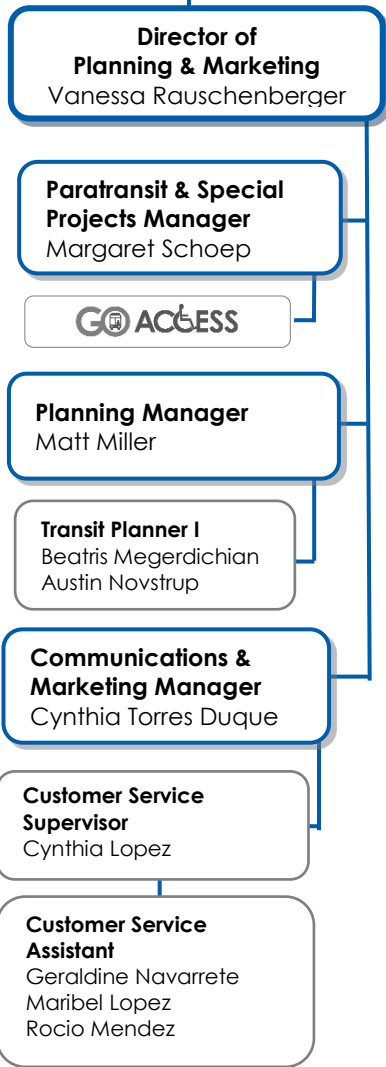 Director of
Planning & Marketing
Vanessa Rauschenberger
Paratransit & Special
Projects Manager
Margaret Schoep
GO ACCESS
Planning Manager
Matt Miller
Transit Planner I
Beatris Megerdichian
Austin Novstrup
Communications &
Marketing Manager
Cynthia Torres Duque
Customer Service
Supervisor
Cynthia Lopez
Customer Service
Assistant
Geraldine Navarrete
Maribel Lopez
Rocio Mendez